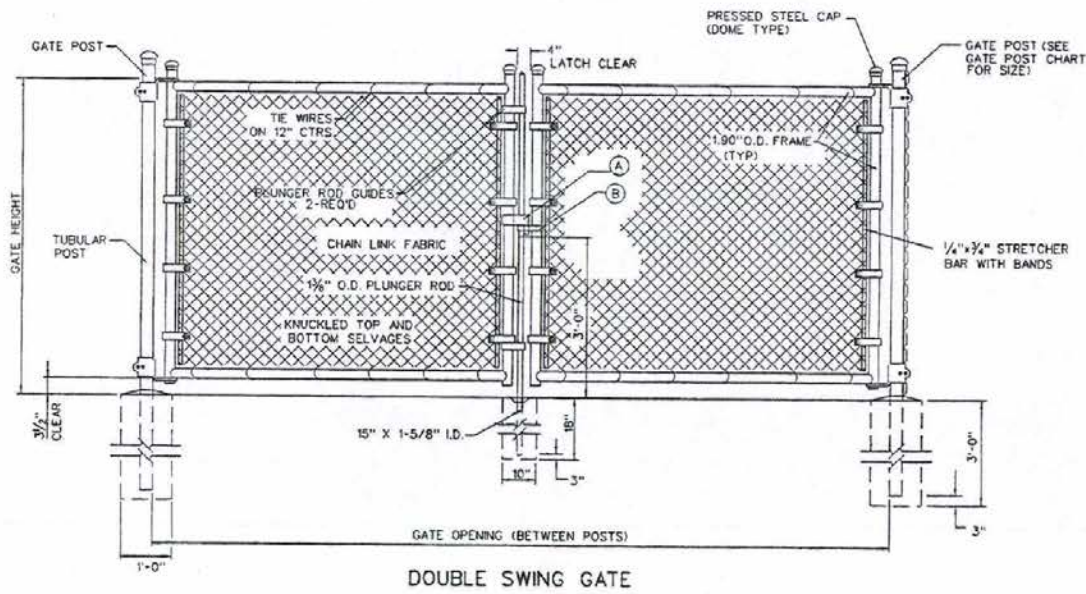 PRESSED STEEL CAP
(DOME TYPE)
GATE POST
4"
LATCH CLEAR
GATE POST (SEE
GATE POST CHART
FOR SIZE)
TIE WIRES
ON 12" CTRS.
1.90" O.D. FRAME
(TYP)
A
PLUNGER ROD GUIDES
2-REQ'D
B
GATE HEIGHT
TUBULAR
POST
CHAIN LINK FABRIC
1/4"x3/4" STRETCHER
BAR WITH BANDS
1⅜" O.D. PLUNGER ROD
KNUCKLED TOP AND
BOTTOM SELVAGES
3'-0"
3½"
CLEAR
15" X 1-5/8" I.D.
18"
3'-0"
10"
3"
3"
GATE OPENING (BETWEEN POSTS)
1'-0"
DOUBLE SWING GATE